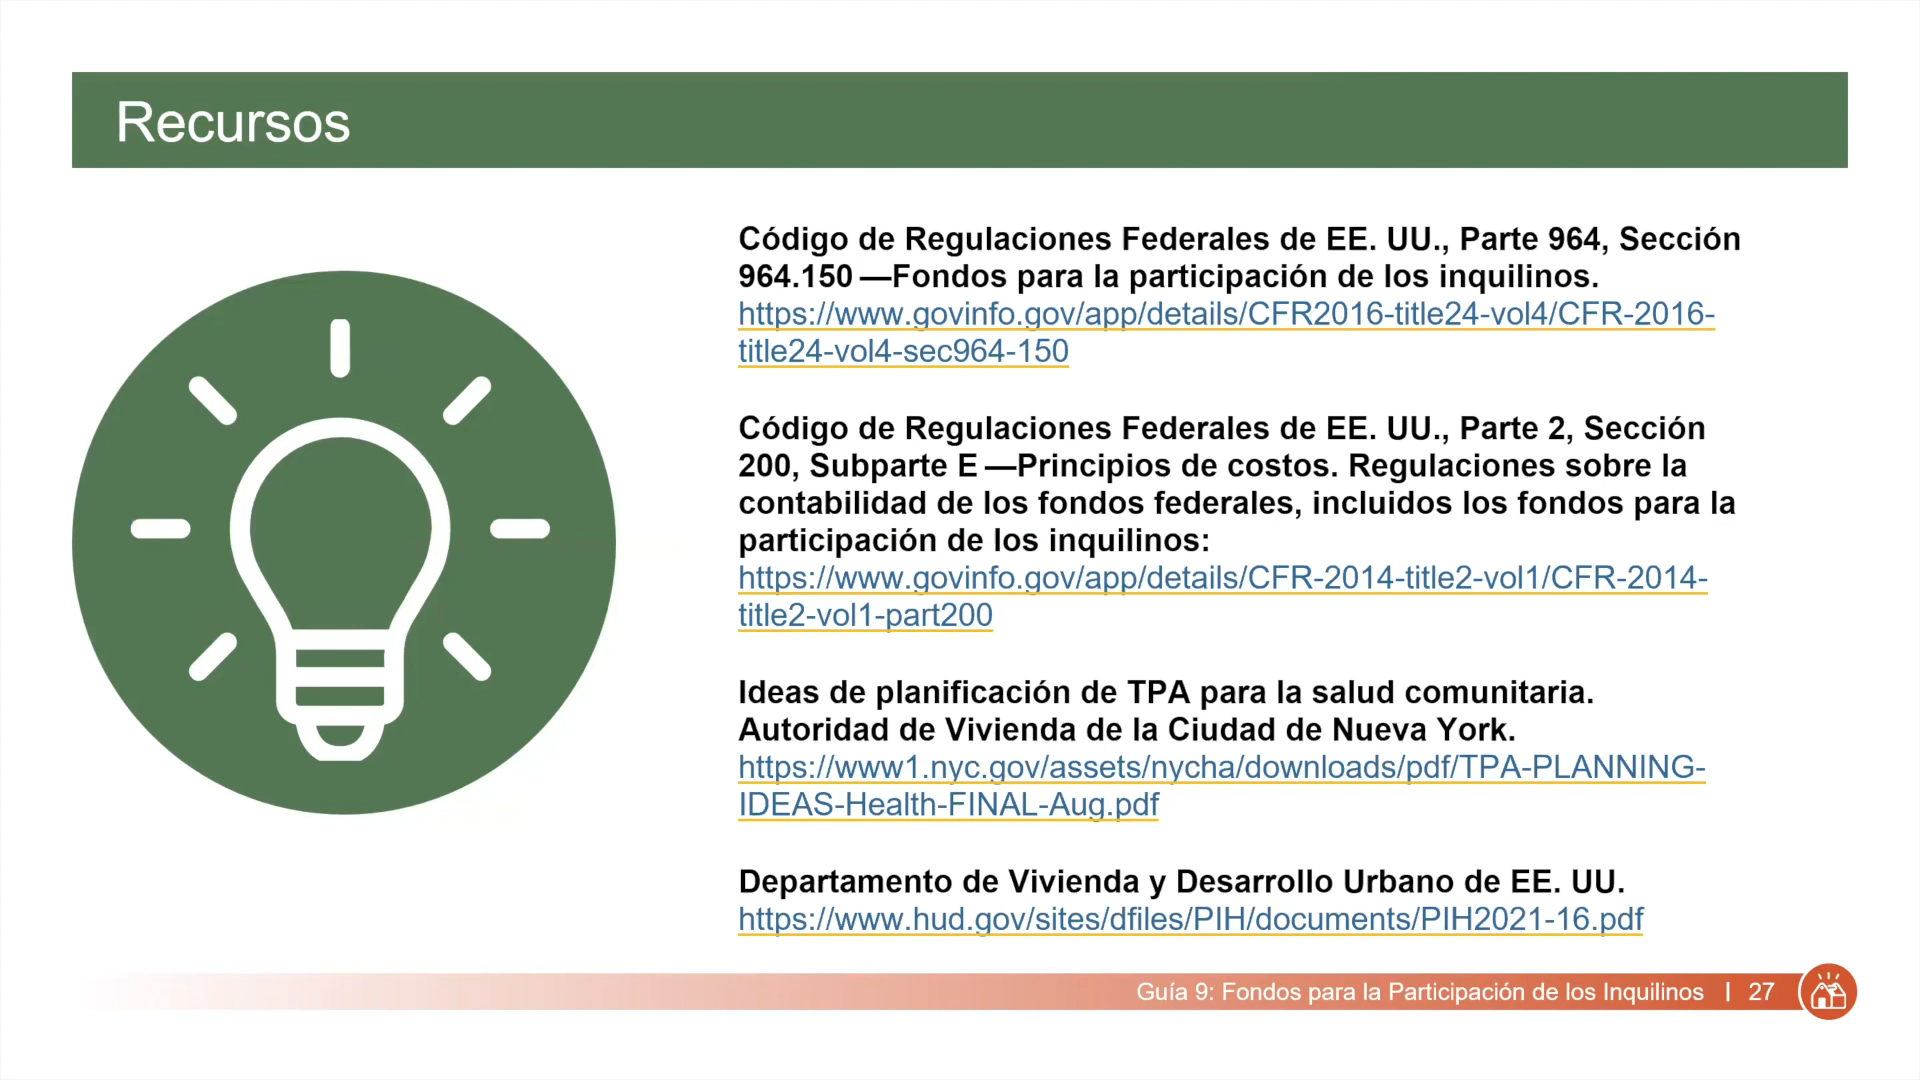 Recursos
Código de Regulaciones Federales de EE. UU., Parte 964, Sección
964.150 —Fondos para la participación de los inquilinos.
https://www.govinfo.gov/app/details/CFR2016-title24-vol4/CFR-2016-
title24-vol4-sec964-150
Código de Regulaciones Federales de EE. UU., Parte 2, Sección
200, Subparte E —Principios de costos. Regulaciones sobre la
contabilidad de los fondos federales, incluidos los fondos para la
participación de los inquilinos:
https://www.govinfo.gov/app/details/CFR-2014-title2-vol1/CFR-2014-
title2-vol1-part200
Ideas de planificación de TPA para la salud comunitaria.
Autoridad de Vivienda de la Ciudad de Nueva York.
https://www1.nyc.gov/assets/nycha/downloads/pdf/TPA-PLANNING-
IDEAS-Health-FINAL-Aug.pdf
Departamento de Vivienda y Desarrollo Urbano de EE. UU.
https://www.hud.gov/sites/dfiles/PIH/documents/PIH2021-16.pdf
Guía 9: Fondos para la Participación de los Inquilinos | 27